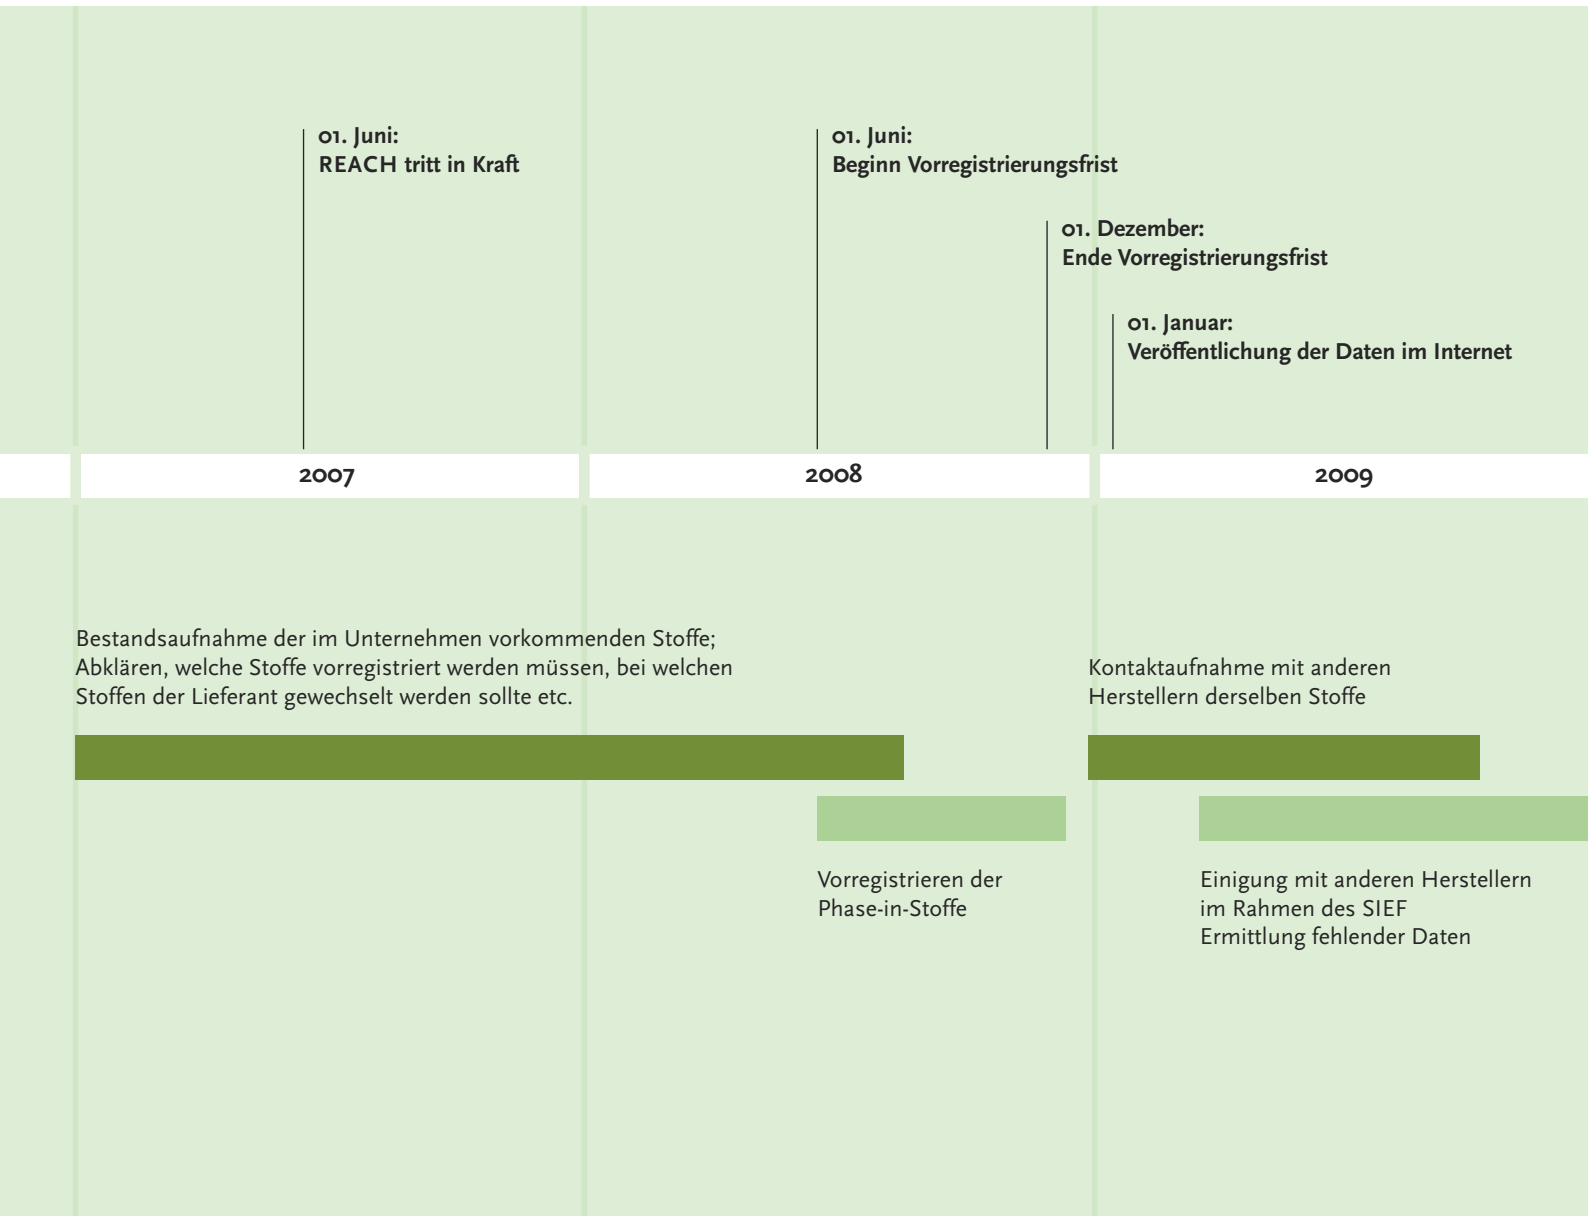 01. Juni:
REACH tritt in Kraft
01. Juni:
Beginn Vorregistrierungsfrist
01. Dezember:
Ende Vorregistrierungsfrist
01. Januar:
Veröffentlichung der Daten im Internet
2007
2008
2009
Bestandsaufnahme der im Unternehmen vorkommenden Stoffe;
Abklären, welche Stoffe vorregistriert werden müssen, bei welchen
Stoffen der Lieferant gewechselt werden sollte etc.
Kontaktaufnahme mit anderen
Herstellern derselben Stoffe
Vorregistrieren der
Phase-in-Stoffe
Einigung mit anderen Herstellern
im Rahmen des SIEF
Ermittlung fehlender Daten